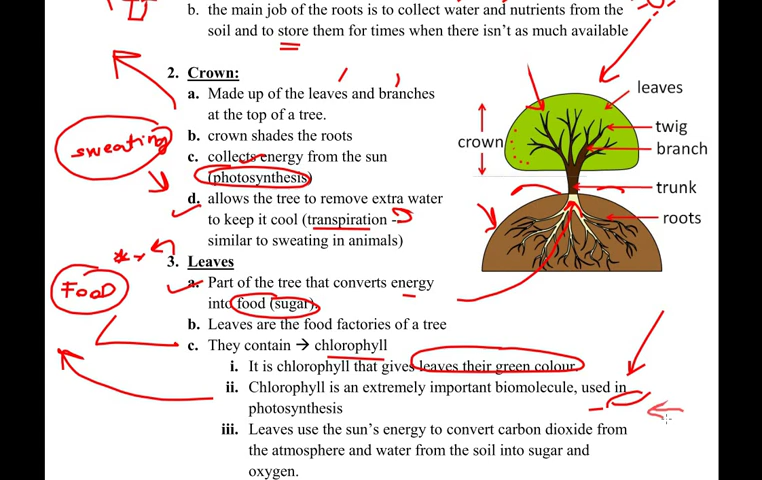 b. the main job of the roots is to collect water and nutrients from the
soil and to store them for times when there isn't as much available
2. Crown:
a. Made up of the leaves and branches
at the top of a tree.
b. crown shades the roots
c. collects energy from the sun
(photosynthesis)
d. allows the tree to remove extra water
to keep it cool (transpiration -
similar to sweating in animals)
3. Leaves
a. Part of the tree that converts energy
into food (sugar).
b. Leaves are the food factories of a tree
c. They contain → chlorophyll
i. It is chlorophyll that gives leaves their green colour.
ii. Chlorophyll is an extremely important biomolecule, used in
photosynthesis
iii. Leaves use the sun's energy to convert carbon dioxide from
the atmosphere and water from the soil into sugar and
oxygen.
sweating
Food
leaves
twig
crown
branch
trunk
roots